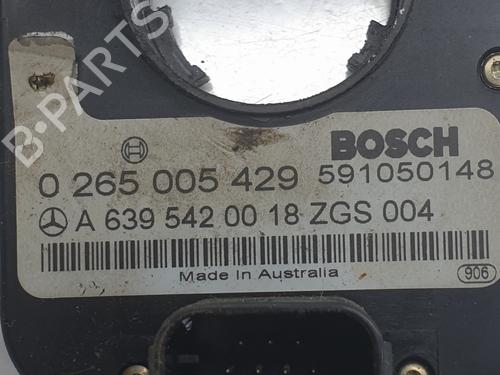 BOSCH
0 265 005 429 591050148
A 639 542 00 18 ZGS 004
Made In Australia
906
B-PARTS